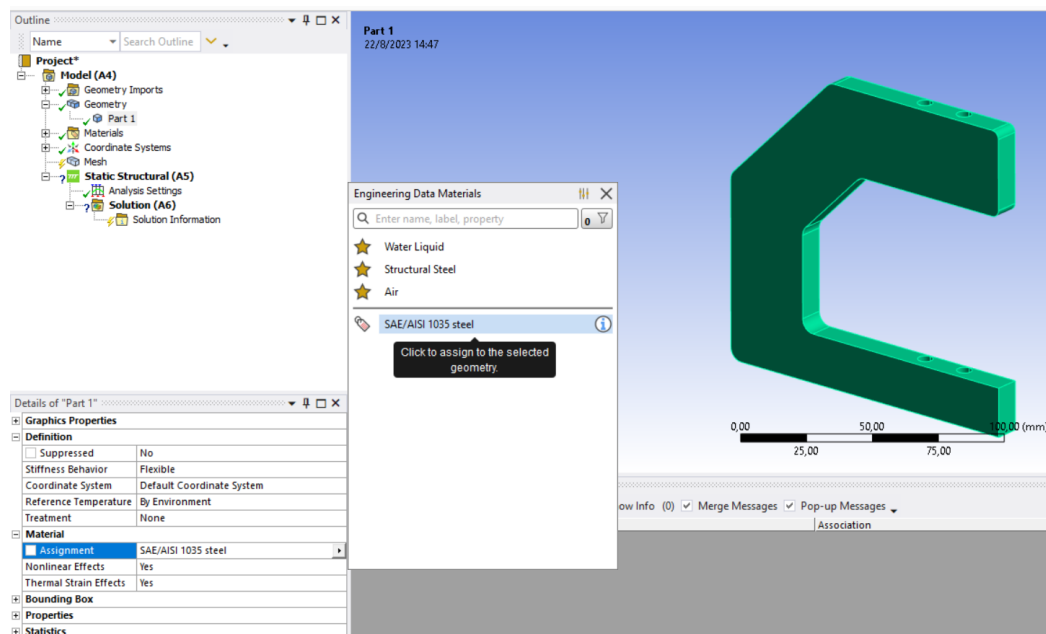 Outline
Name Search Outline
Project*
Model (A4)
Geometry Imports
Geometry
Part 1
Materials
Coordinate Systems
Mesh
Static Structural (A5)
Analysis Settings
Solution (A6)
Solution Information
Details of "Part 1"
Graphics Properties
Definition
Suppressed No
Stiffness Behavior Flexible
Coordinate System Default Coordinate System
Reference Temperature By Environment
Treatment None
Material
Assignment SAE/AISI 1035 steel
Nonlinear Effects Yes
Thermal Strain Effects Yes
Bounding Box
Properties
Statistics
Engineering Data Materials
Enter name, label, property 0
Water Liquid
Structural Steel
Air
SAE/AISI 1035 steel
Click to assign to the selected
geometry.
Part 1
22/8/2023 14:47
0,00 50,00 100,00 (mm)
25,00 75,00
ow Info (0) Merge Messages Pop-up Messages
Association